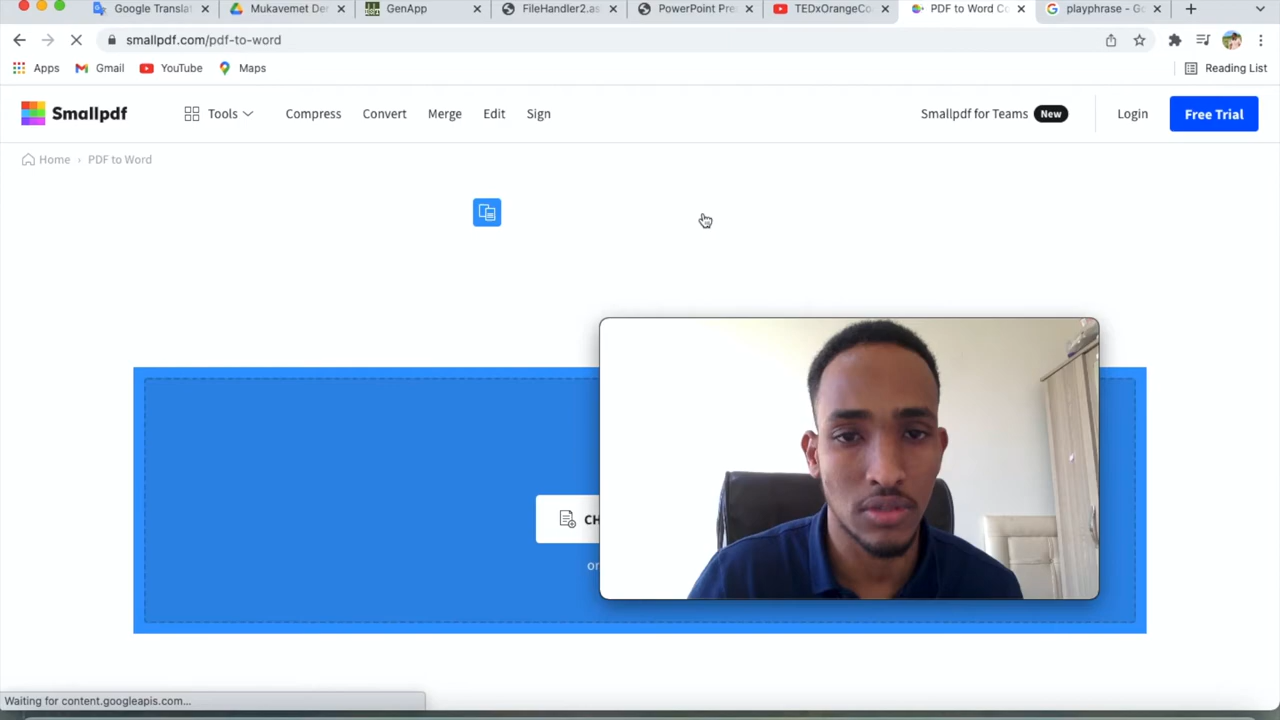 Google Translat
Mukavemet Der
GenApp
FileHandler2.as
PowerPoint Pre
TEDxOrangeCo
PDF to Word Co
playphrase - Go
smallpdf.com/pdf-to-word
Apps
Gmail
YouTube
Maps
Reading List
Smallpdf
Tools
Compress
Convert
Merge
Edit
Sign
Smallpdf for Teams
New
Login
Free Trial
Home › PDF to Word
CH
or
Waiting for content.googleapis.com...